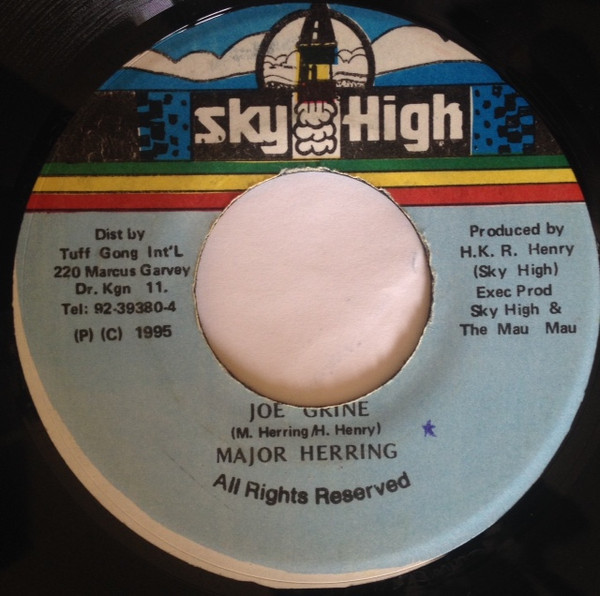 sky High
Dist by
Tuff Gong Int'L
220 Marcus Garvey
Dr. Kgn 11.
Tel: 92-39380-4
(P) (C) 1995
Produced by
H.K.R. Henry
(Sky High)
Exec Prod
Sky High &
The Mau Mau
JOE GRINE
(M. Herring/H. Henry)
MAJOR HERRING
All Rights Reserved